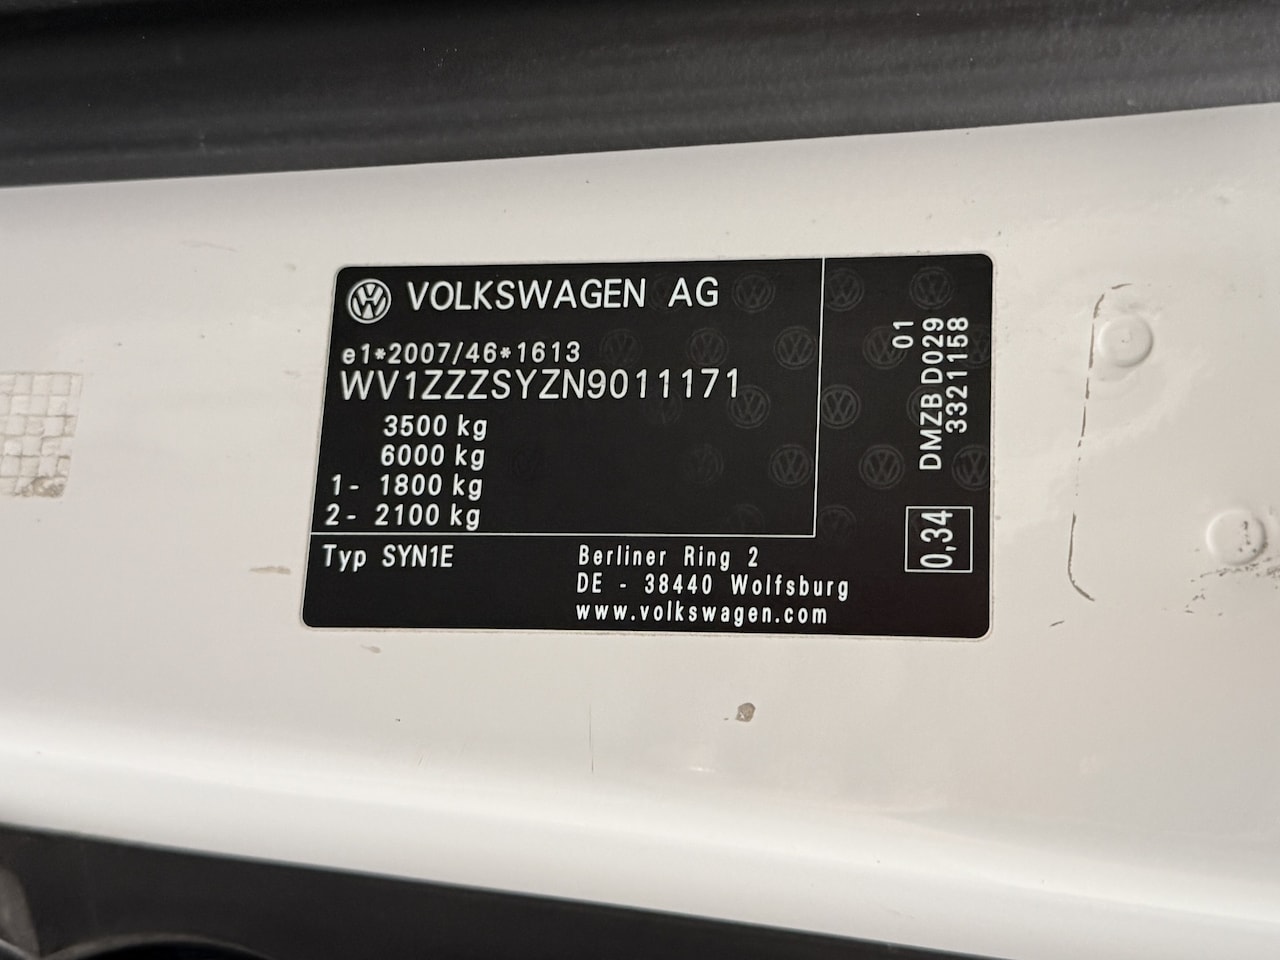 VOLKSWAGEN AG
e1*2007/46*1613
WV1ZZZSYZN9011171
3500 kg
6000 kg
1- 1800 kg
2- 2100 kg
Typ SYN1E
Berliner Ring 2
DE - 38440 Wolfsburg
www.volkswagen.com
01
DMZB D029
3321158
0,34